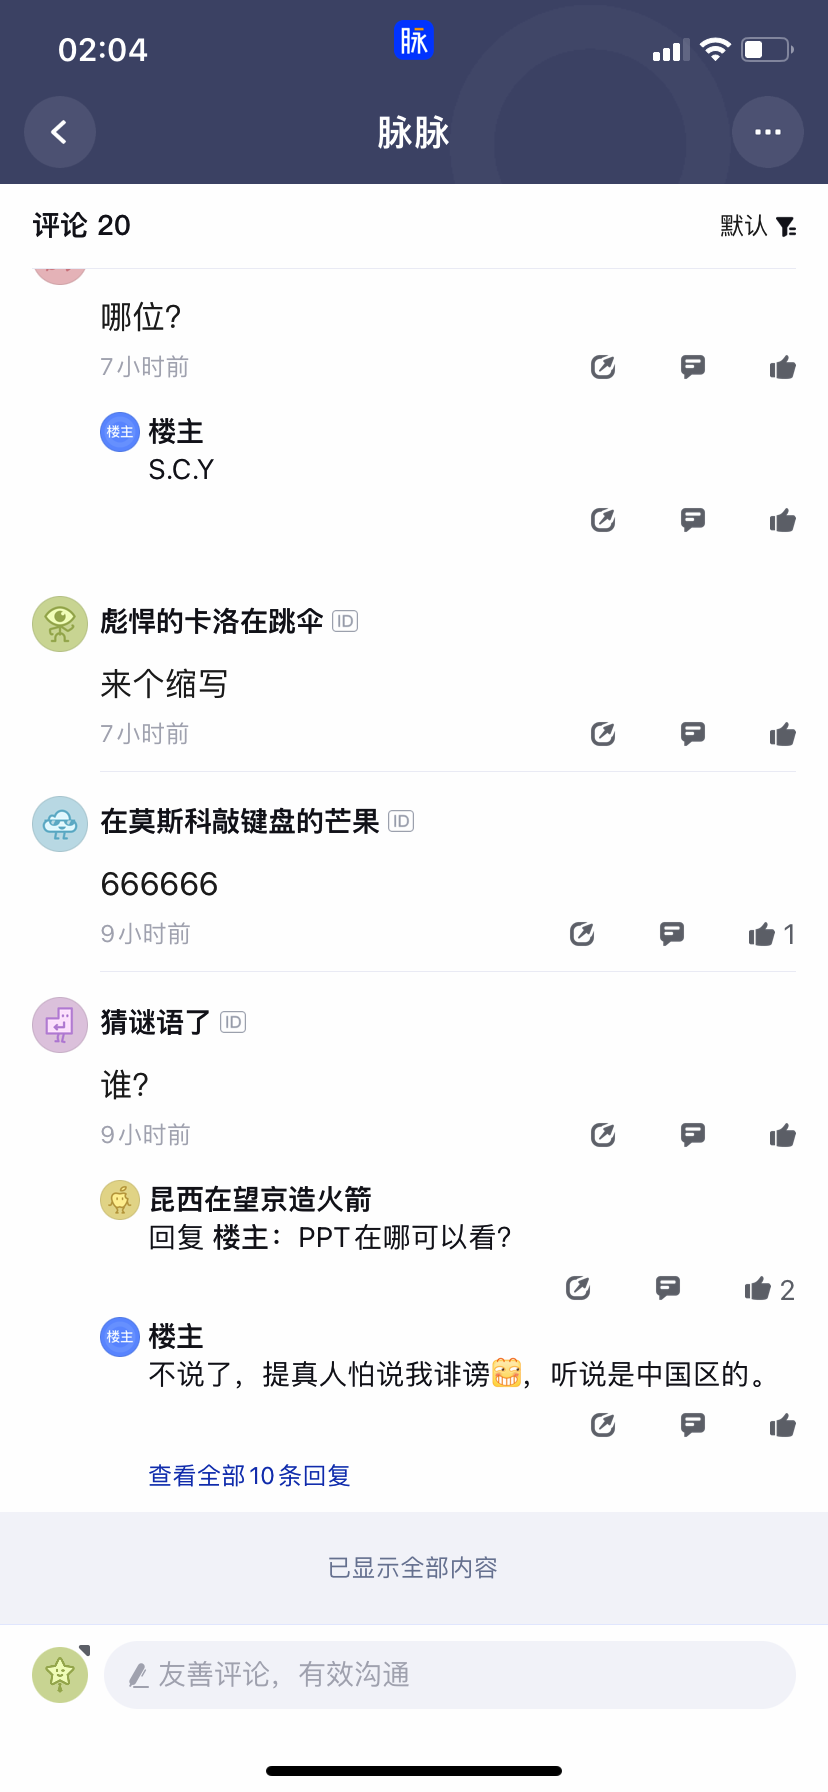 02:04
脉
脉脉
评论 20
默认
哪位?
7小时前
楼主 楼主
S.C.Y
彪悍的卡洛在跳伞 ID
来个缩写
7小时前
在莫斯科敲键盘的芒果 ID
666666
9小时前
1
猜谜语了 ID
谁?
9小时前
昆西在望京造火箭
回复 楼主：PPT在哪可以看?
2
楼主 楼主
不说了，提真人怕说我诽谤，听说是中国区的。
查看全部10条回复
已显示全部内容
友善评论，有效沟通